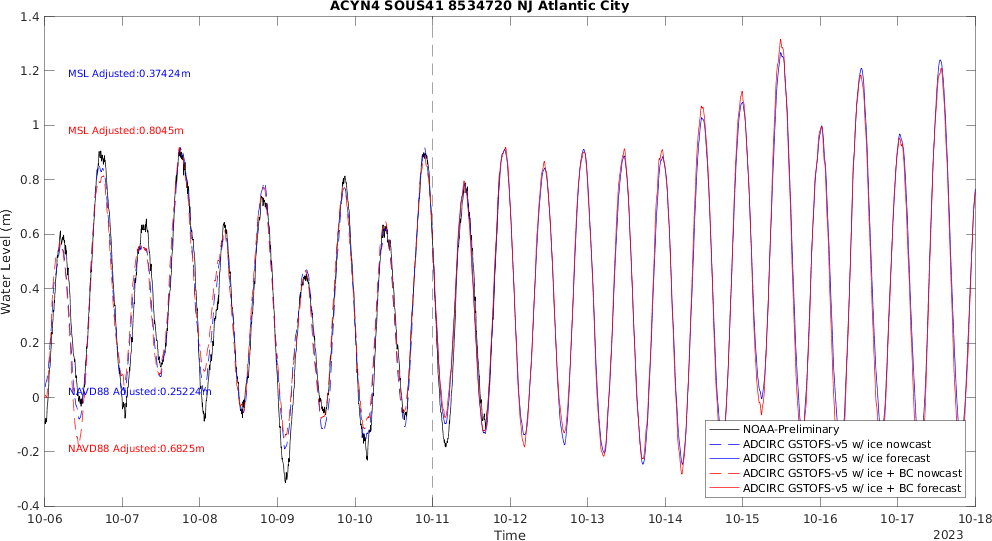 ACYN4 SOUS41 8534720 NJ Atlantic City
Water Level (m)
1.4
1.2
1
0.8
0.6
0.4
0.2
0
-0.2
-0.4
MSL Adjusted:0.37424m
MSL Adjusted:0.8045m
NAVD88 Adjusted:0.25224m
NAVD88 Adjusted:0.6825m
NOAA-Preliminary
ADCIRC GSTOFS-v5 w/ ice nowcast
ADCIRC GSTOFS-v5 w/ ice forecast
ADCIRC GSTOFS-v5 w/ ice + BC nowcast
ADCIRC GSTOFS-v5 w/ ice + BC forecast
10-06 10-07 10-08 10-09 10-10 10-11 10-12 10-13 10-14 10-15 10-16 10-17 10-18
Time
2023